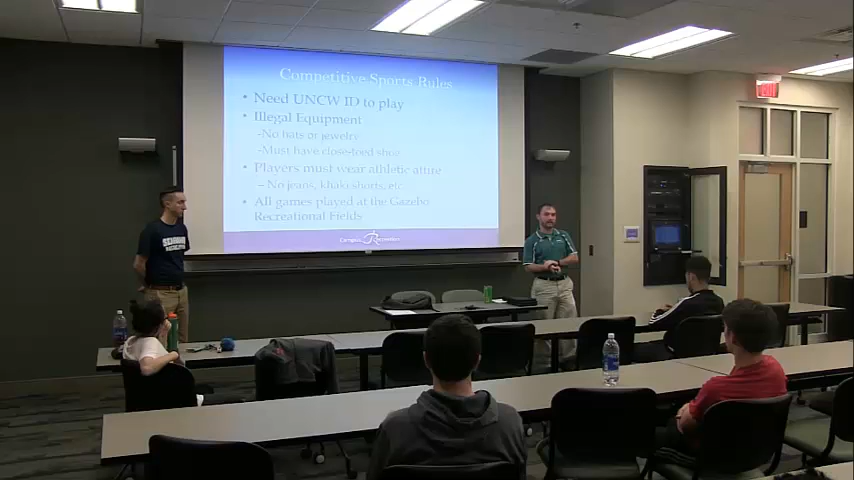 Competitive Sports Rules
• Need UNCW ID to play
• Illegal Equipment
–No hats or jewelry
–Must have close-toed shoe
• Players must wear athletic attire
– No jeans, khaki shorts, etc.
• All games played at the Gazebo
Recreational Fields
Campus Recreation
EXIT